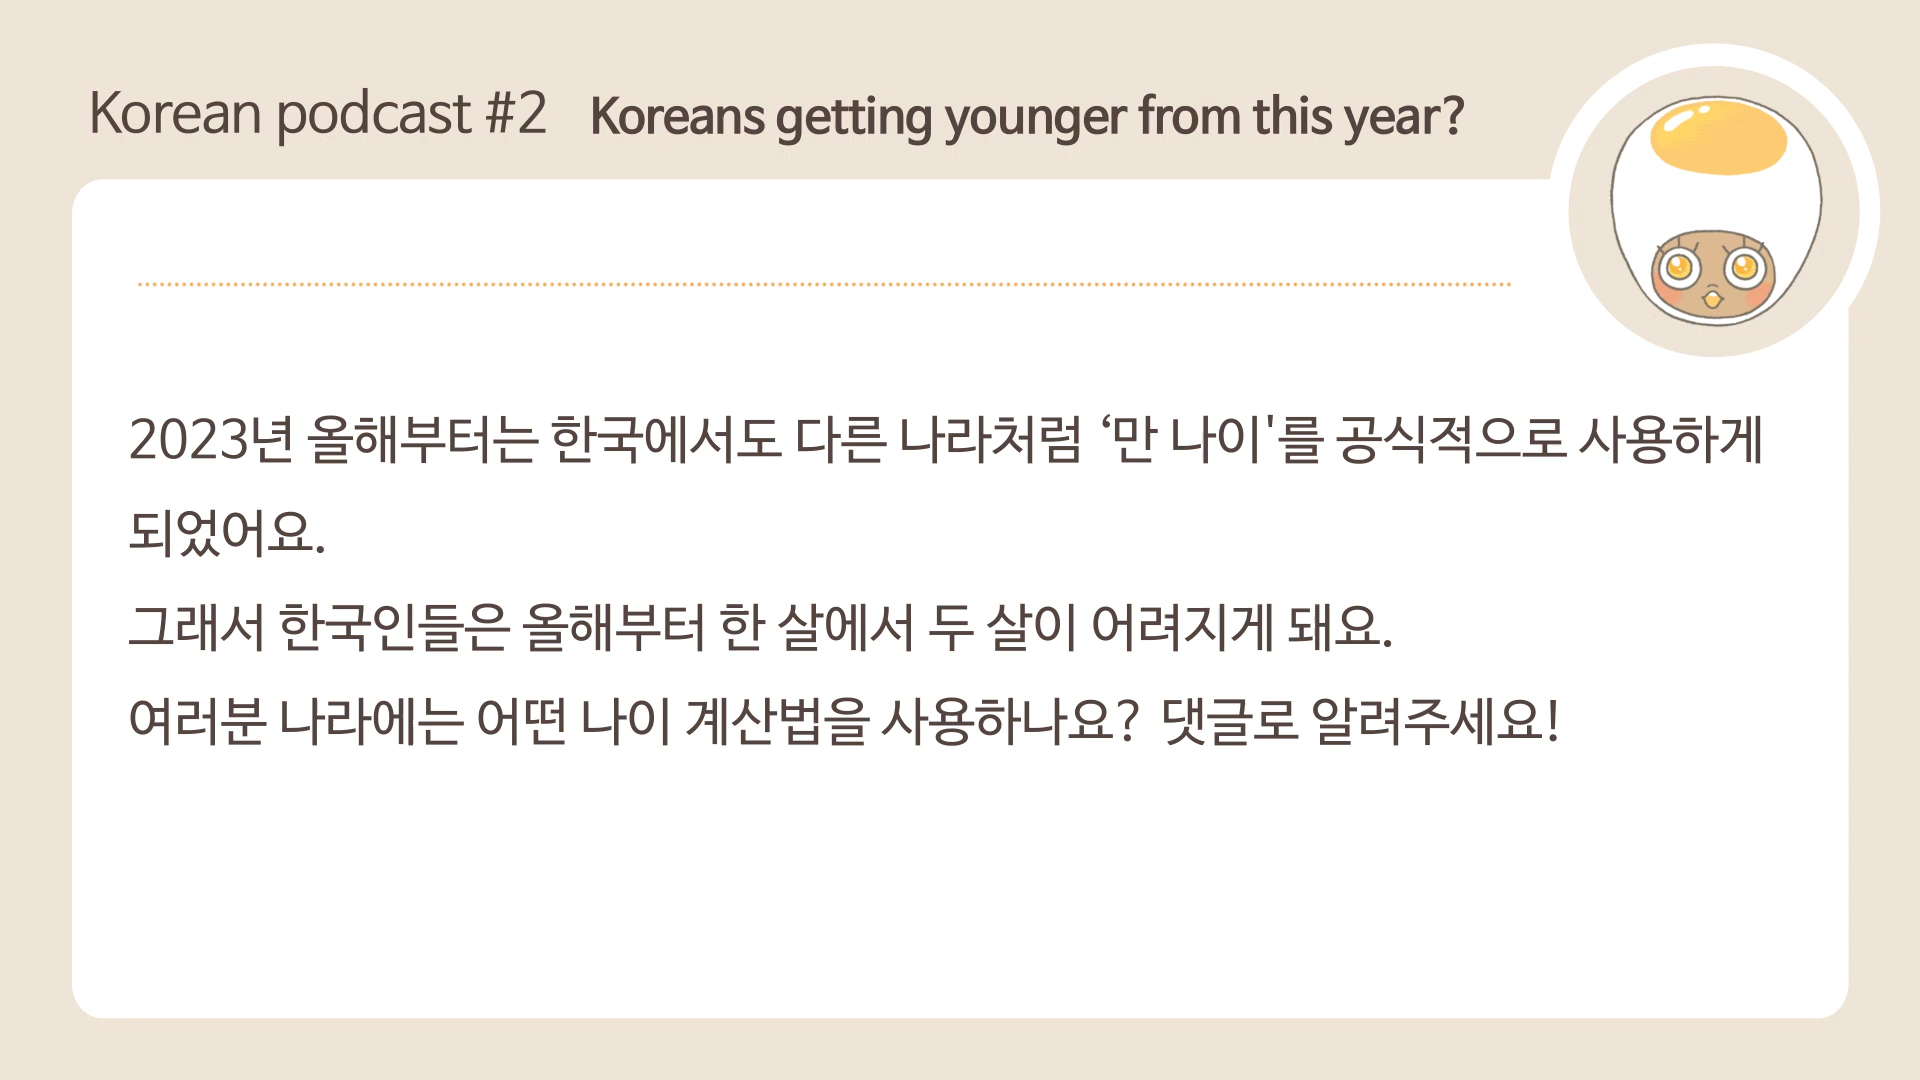 Korean podcast #2 Koreans getting younger from this year?
2023년 올해부터는 한국에서도 다른 나라처럼 ‘만 나이'를 공식적으로 사용하게
되었어요.
그래서 한국인들은 올해부터 한 살에서 두 살이 어려지게 돼요.
여러분 나라에는 어떤 나이 계산법을 사용하나요? 댓글로 알려주세요!